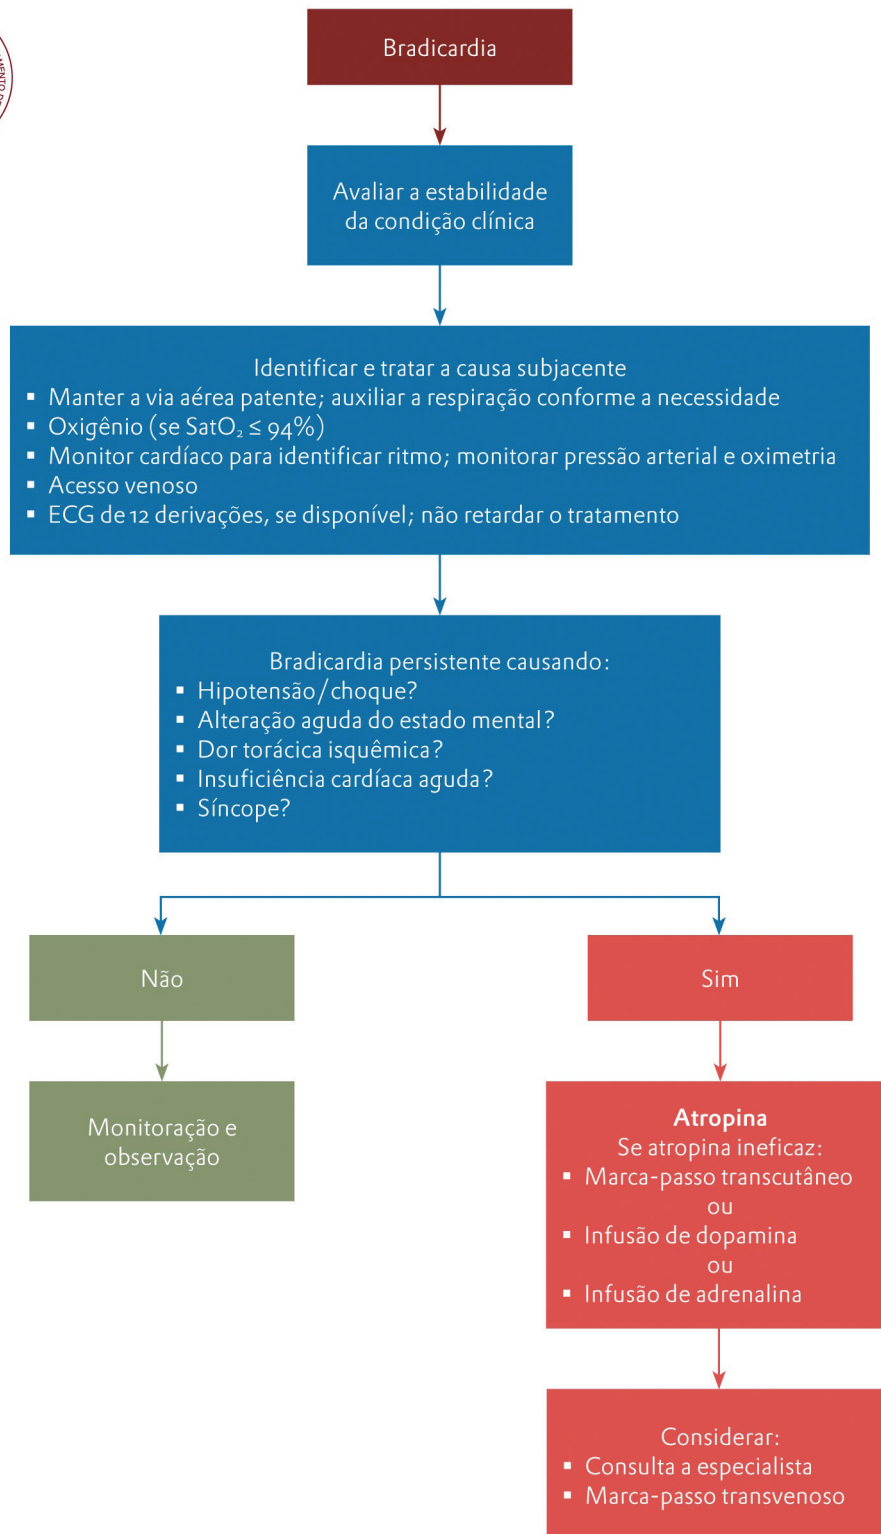 Bradicardia
Avaliar a estabilidade
da condição clínica
Identificar e tratar a causa subjacente
▪ Manter a via aérea patente; auxiliar a respiração conforme a necessidade
▪ Oxigênio (se SatO₂ ≤ 94%)
▪ Monitor cardíaco para identificar ritmo; monitorar pressão arterial e oximetria
▪ Acesso venoso
▪ ECG de 12 derivações, se disponível; não retardar o tratamento
Bradicardia persistente causando:
▪ Hipotensão/choque?
▪ Alteração aguda do estado mental?
▪ Dor torácica isquêmica?
▪ Insuficiência cardíaca aguda?
▪ Síncope?
Não
Monitoração e
observação
Sim
Atropina
Se atropina ineficaz:
▪ Marca-passo transcutâneo
ou
▪ Infusão de dopamina
ou
▪ Infusão de adrenalina
Considerar:
▪ Consulta a especialista
▪ Marca-passo transvenoso